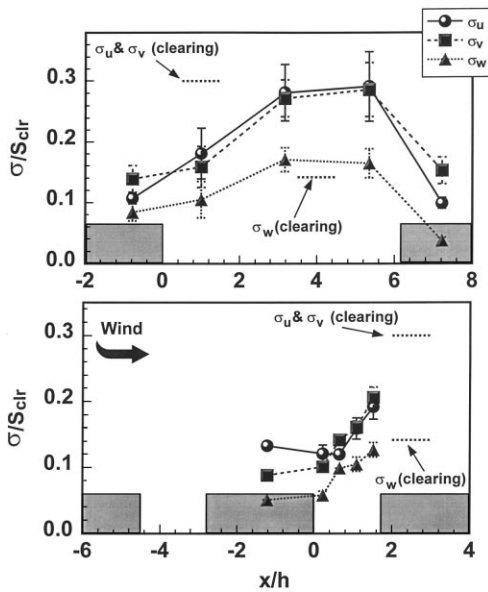 σu
σv
σw
σu & σv (clearing)
0.3
0.2
0.1
0.0
σ/Sclr
σw (clearing)
-2 0 2 4 6 8
Wind
σu & σv (clearing)
0.3
0.2
0.1
0.0
σ/Sclr
σw (clearing)
-6 -4 -2 0 2 4
x/h